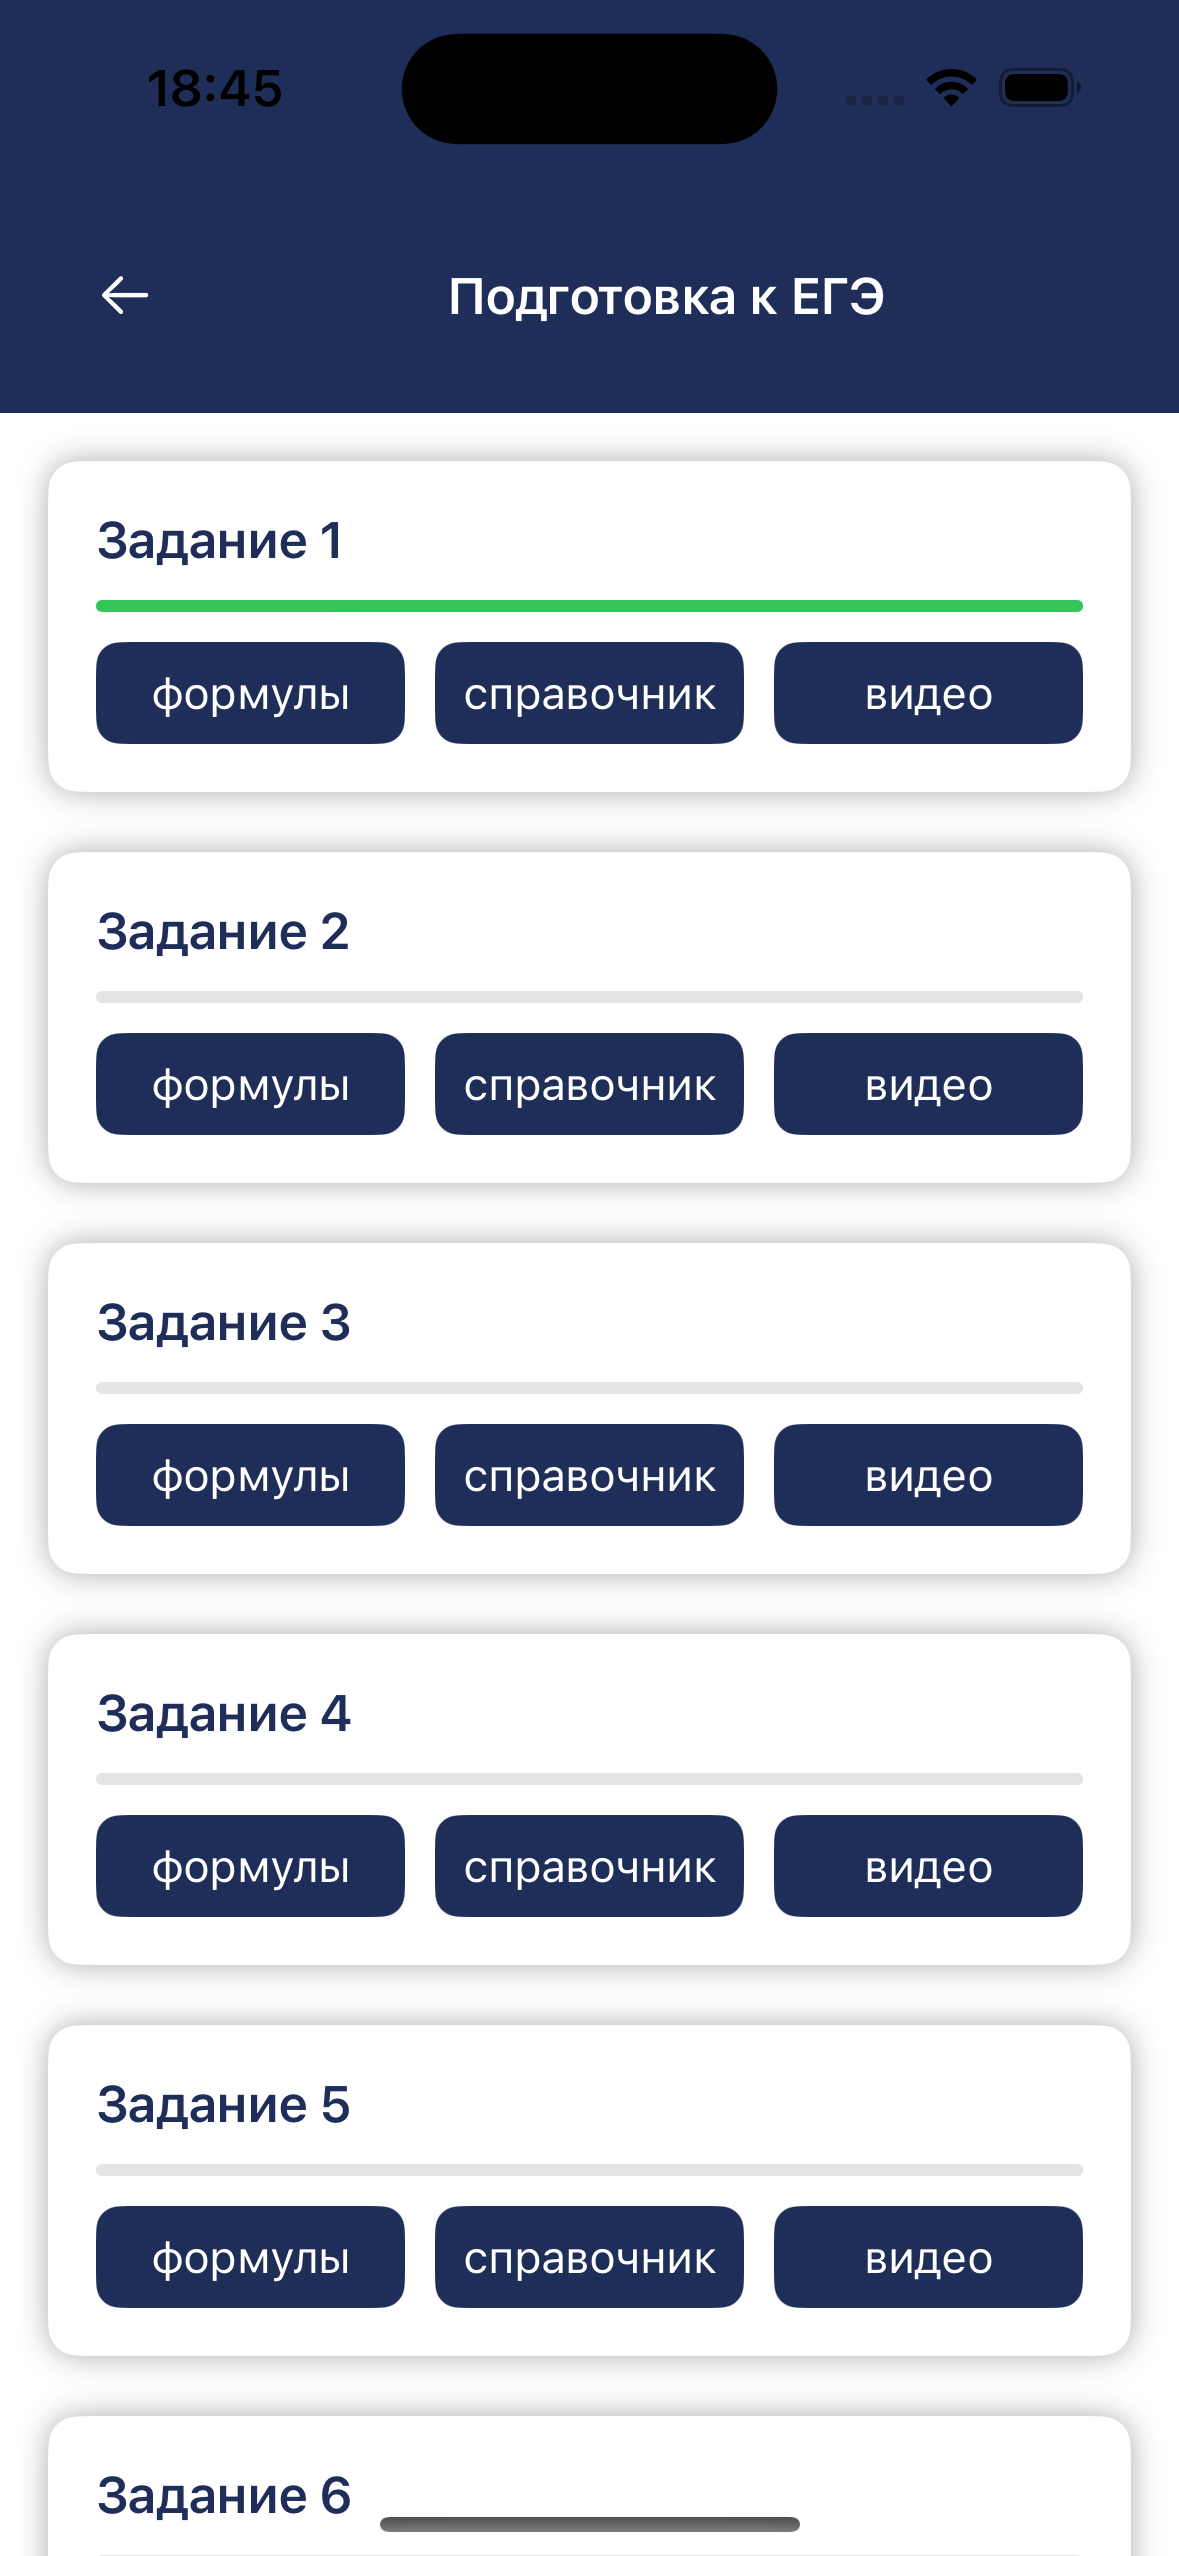 18:45
Подготовка к ЕГЭ
Задание 1
формулы справочник видео
Задание 2
формулы справочник видео
Задание 3
формулы справочник видео
Задание 4
формулы справочник видео
Задание 5
формулы справочник видео
Задание 6